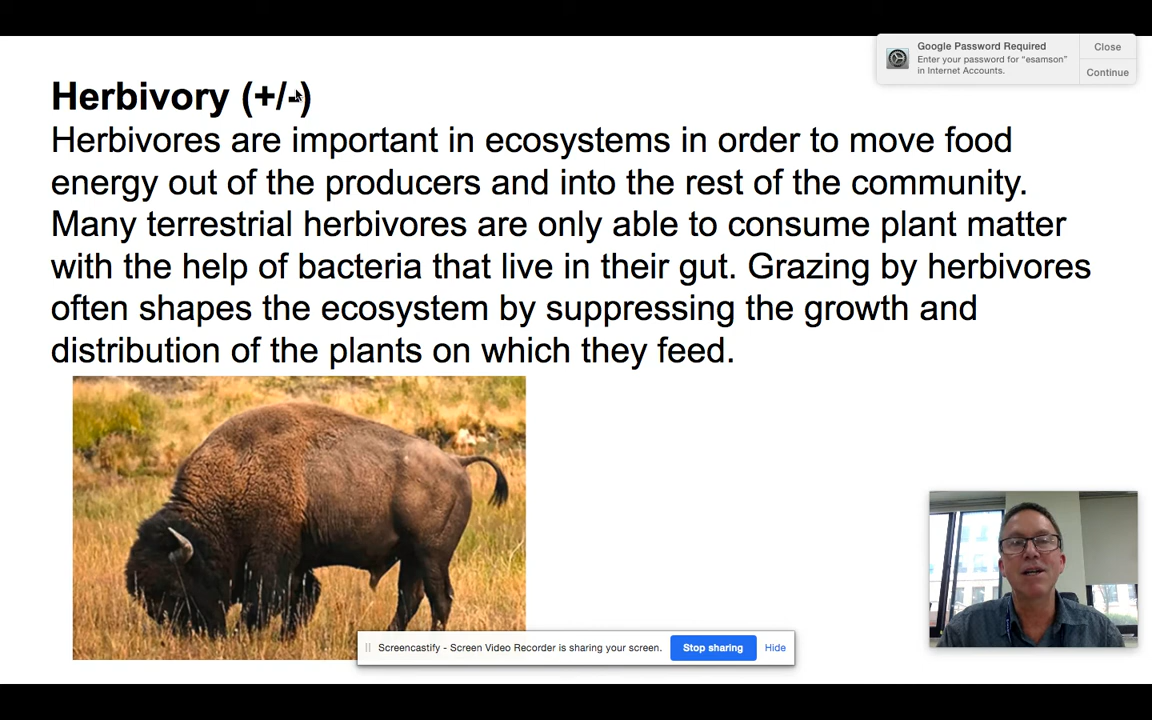 Google Password Required
Enter your password for "esamson"
in Internet Accounts.
Close
Continue
Herbivory (+/-)
Herbivores are important in ecosystems in order to move food
energy out of the producers and into the rest of the community.
Many terrestrial herbivores are only able to consume plant matter
with the help of bacteria that live in their gut. Grazing by herbivores
often shapes the ecosystem by suppressing the growth and
distribution of the plants on which they feed.
Screencastify - Screen Video Recorder is sharing your screen.
Stop sharing
Hide